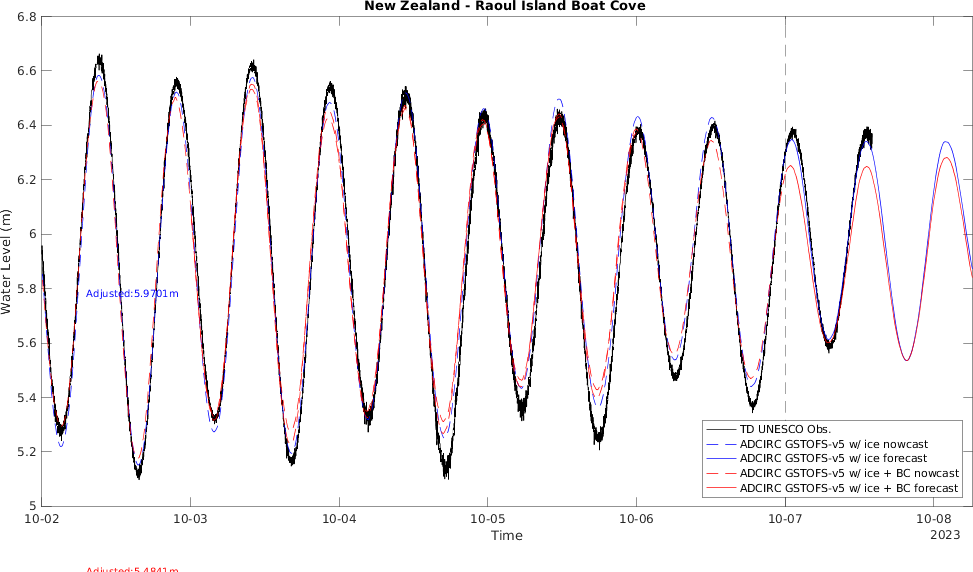 New Zealand - Raoul Island Boat Cove
6.8
6.6
6.4
6.2
6
5.8
5.6
5.4
5.2
5
Water Level (m)
Adjusted:5.9701m
TD UNESCO Obs.
ADCIRC GSTOFS-v5 w/ ice nowcast
ADCIRC GSTOFS-v5 w/ ice forecast
ADCIRC GSTOFS-v5 w/ ice + BC nowcast
ADCIRC GSTOFS-v5 w/ ice + BC forecast
10-02 10-03 10-04 10-05 10-06 10-07 10-08
2023
Time
Adjusted:5.4841m